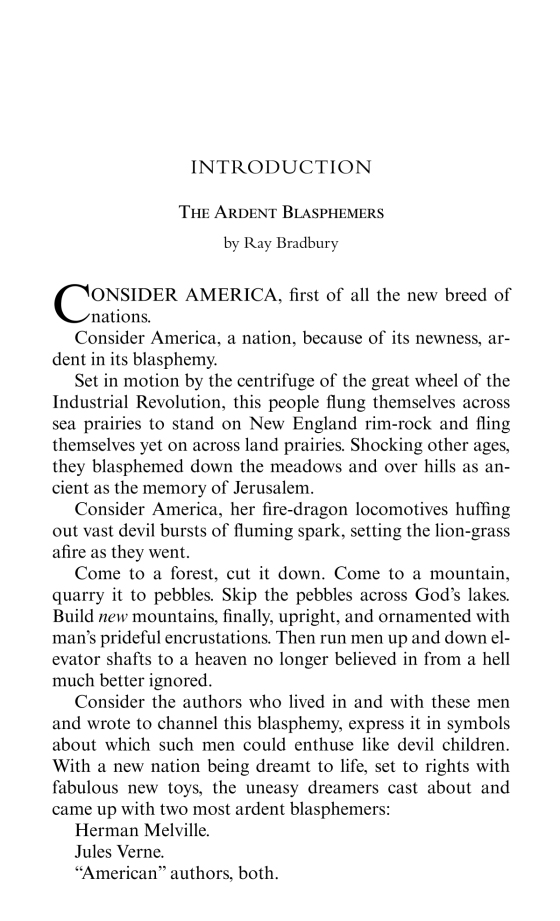 INTRODUCTION
The Ardent Blasphemers
by Ray Bradbury
CONSIDER AMERICA, first of all the new breed of
nations.
Consider America, a nation, because of its newness, ar-
dent in its blasphemy.
Set in motion by the centrifuge of the great wheel of the
Industrial Revolution, this people flung themselves across
sea prairies to stand on New England rim-rock and fling
themselves yet on across land prairies. Shocking other ages,
they blasphemed down the meadows and over hills as an-
cient as the memory of Jerusalem.
Consider America, her fire-dragon locomotives huffing
out vast devil bursts of fluming spark, setting the lion-grass
afire as they went.
Come to a forest, cut it down. Come to a mountain,
quarry it to pebbles. Skip the pebbles across God’s lakes.
Build new mountains, finally, upright, and ornamented with
man’s prideful encrustations. Then run men up and down el-
evator shafts to a heaven no longer believed in from a hell
much better ignored.
Consider the authors who lived in and with these men
and wrote to channel this blasphemy, express it in symbols
about which such men could enthuse like devil children.
With a new nation being dreamt to life, set to rights with
fabulous new toys, the uneasy dreamers cast about and
came up with two most ardent blasphemers:
Herman Melville.
Jules Verne.
“American” authors, both.